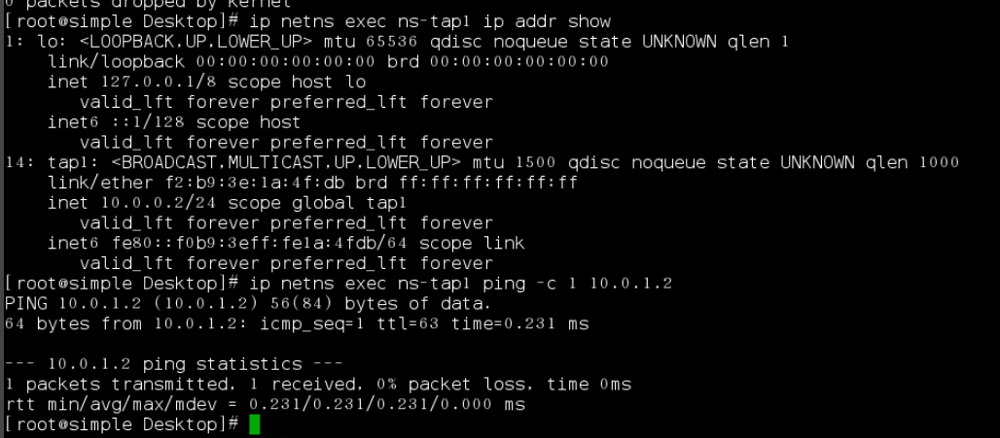 0 packets dropped by kernel
[root@simple Desktop]# ip netns exec ns-tap1 ip addr show
1: lo: <LOOPBACK,UP,LOWER_UP> mtu 65536 qdisc noqueue state UNKNOWN qlen 1
    link/loopback 00:00:00:00:00:00 brd 00:00:00:00:00:00
    inet 127.0.0.1/8 scope host lo
       valid_lft forever preferred_lft forever
    inet6 ::1/128 scope host
       valid_lft forever preferred_lft forever
14: tap1: <BROADCAST,MULTICAST,UP,LOWER_UP> mtu 1500 qdisc noqueue state UNKNOWN qlen 1000
    link/ether f2:b9:3e:1a:4f:db brd ff:ff:ff:ff:ff:ff
    inet 10.0.0.2/24 scope global tap1
       valid_lft forever preferred_lft forever
    inet6 fe80::f0b9:3eff:fe1a:4fdb/64 scope link
       valid_lft forever preferred_lft forever
[root@simple Desktop]# ip netns exec ns-tap1 ping -c 1 10.0.1.2
PING 10.0.1.2 (10.0.1.2) 56(84) bytes of data.
64 bytes from 10.0.1.2: icmp_seq=1 ttl=63 time=0.231 ms

--- 10.0.1.2 ping statistics ---
1 packets transmitted, 1 received, 0% packet loss, time 0ms
rtt min/avg/max/mdev = 0.231/0.231/0.231/0.000 ms
[root@simple Desktop]#